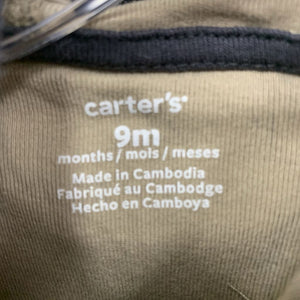 carter's
9m
months / mois / meses
Made in Cambodia
Fabriqué au Cambodge
Hecho en Camboya